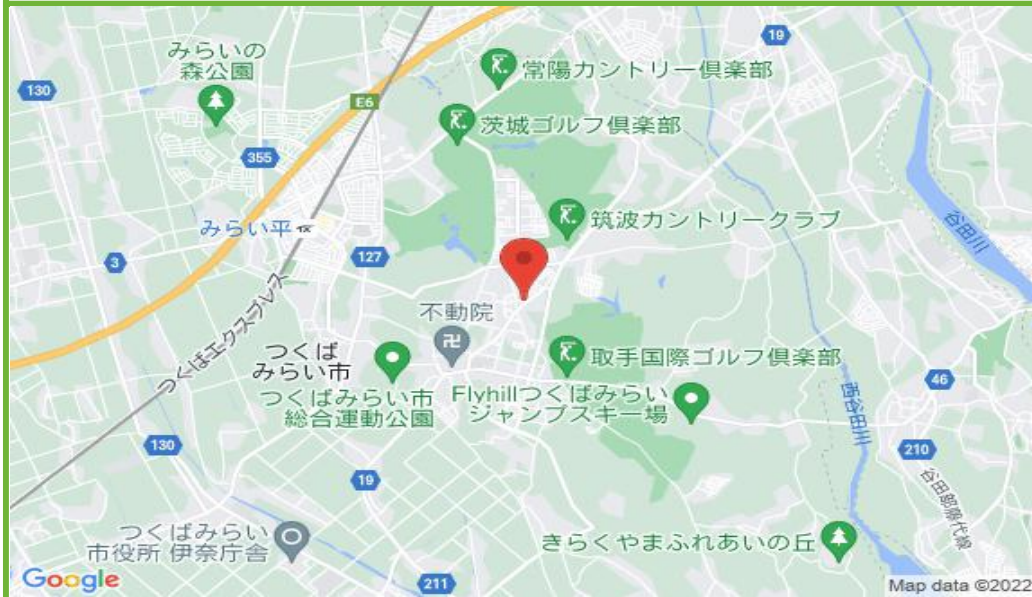 みらいの
森公園
常陽カントリー倶楽部
19
130
E6
茨城ゴルフ倶楽部
355
みらい平
筑波カントリークラブ
谷田川
3
127
不動院
つくばエクスプレス
つくば
みらい市
取手国際ゴルフ倶楽部
46
つくばみらい市
総合運動公園
Flyhillつくばみらい
ジャンプスキー場
西谷田川
130
19
210
谷田部藤代線
つくばみらい
市役所 伊奈庁舎
きらくやまふれあいの丘
211
Google
Map data ©2022